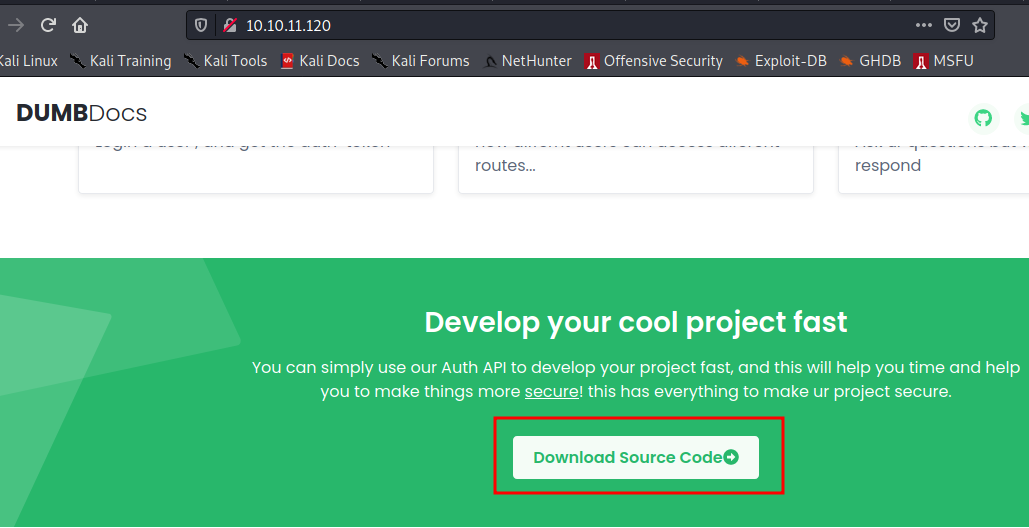 10.10.11.120
Kali Linux Kali Training Kali Tools Kali Docs Kali Forums NetHunter Offensive Security Exploit-DB GHDB MSFU
DUMBDocs
routes...
respond
Develop your cool project fast
You can simply use our Auth API to develop your project fast, and this will help you time and help
you to make things more secure! this has everything to make ur project secure.
Download Source Code